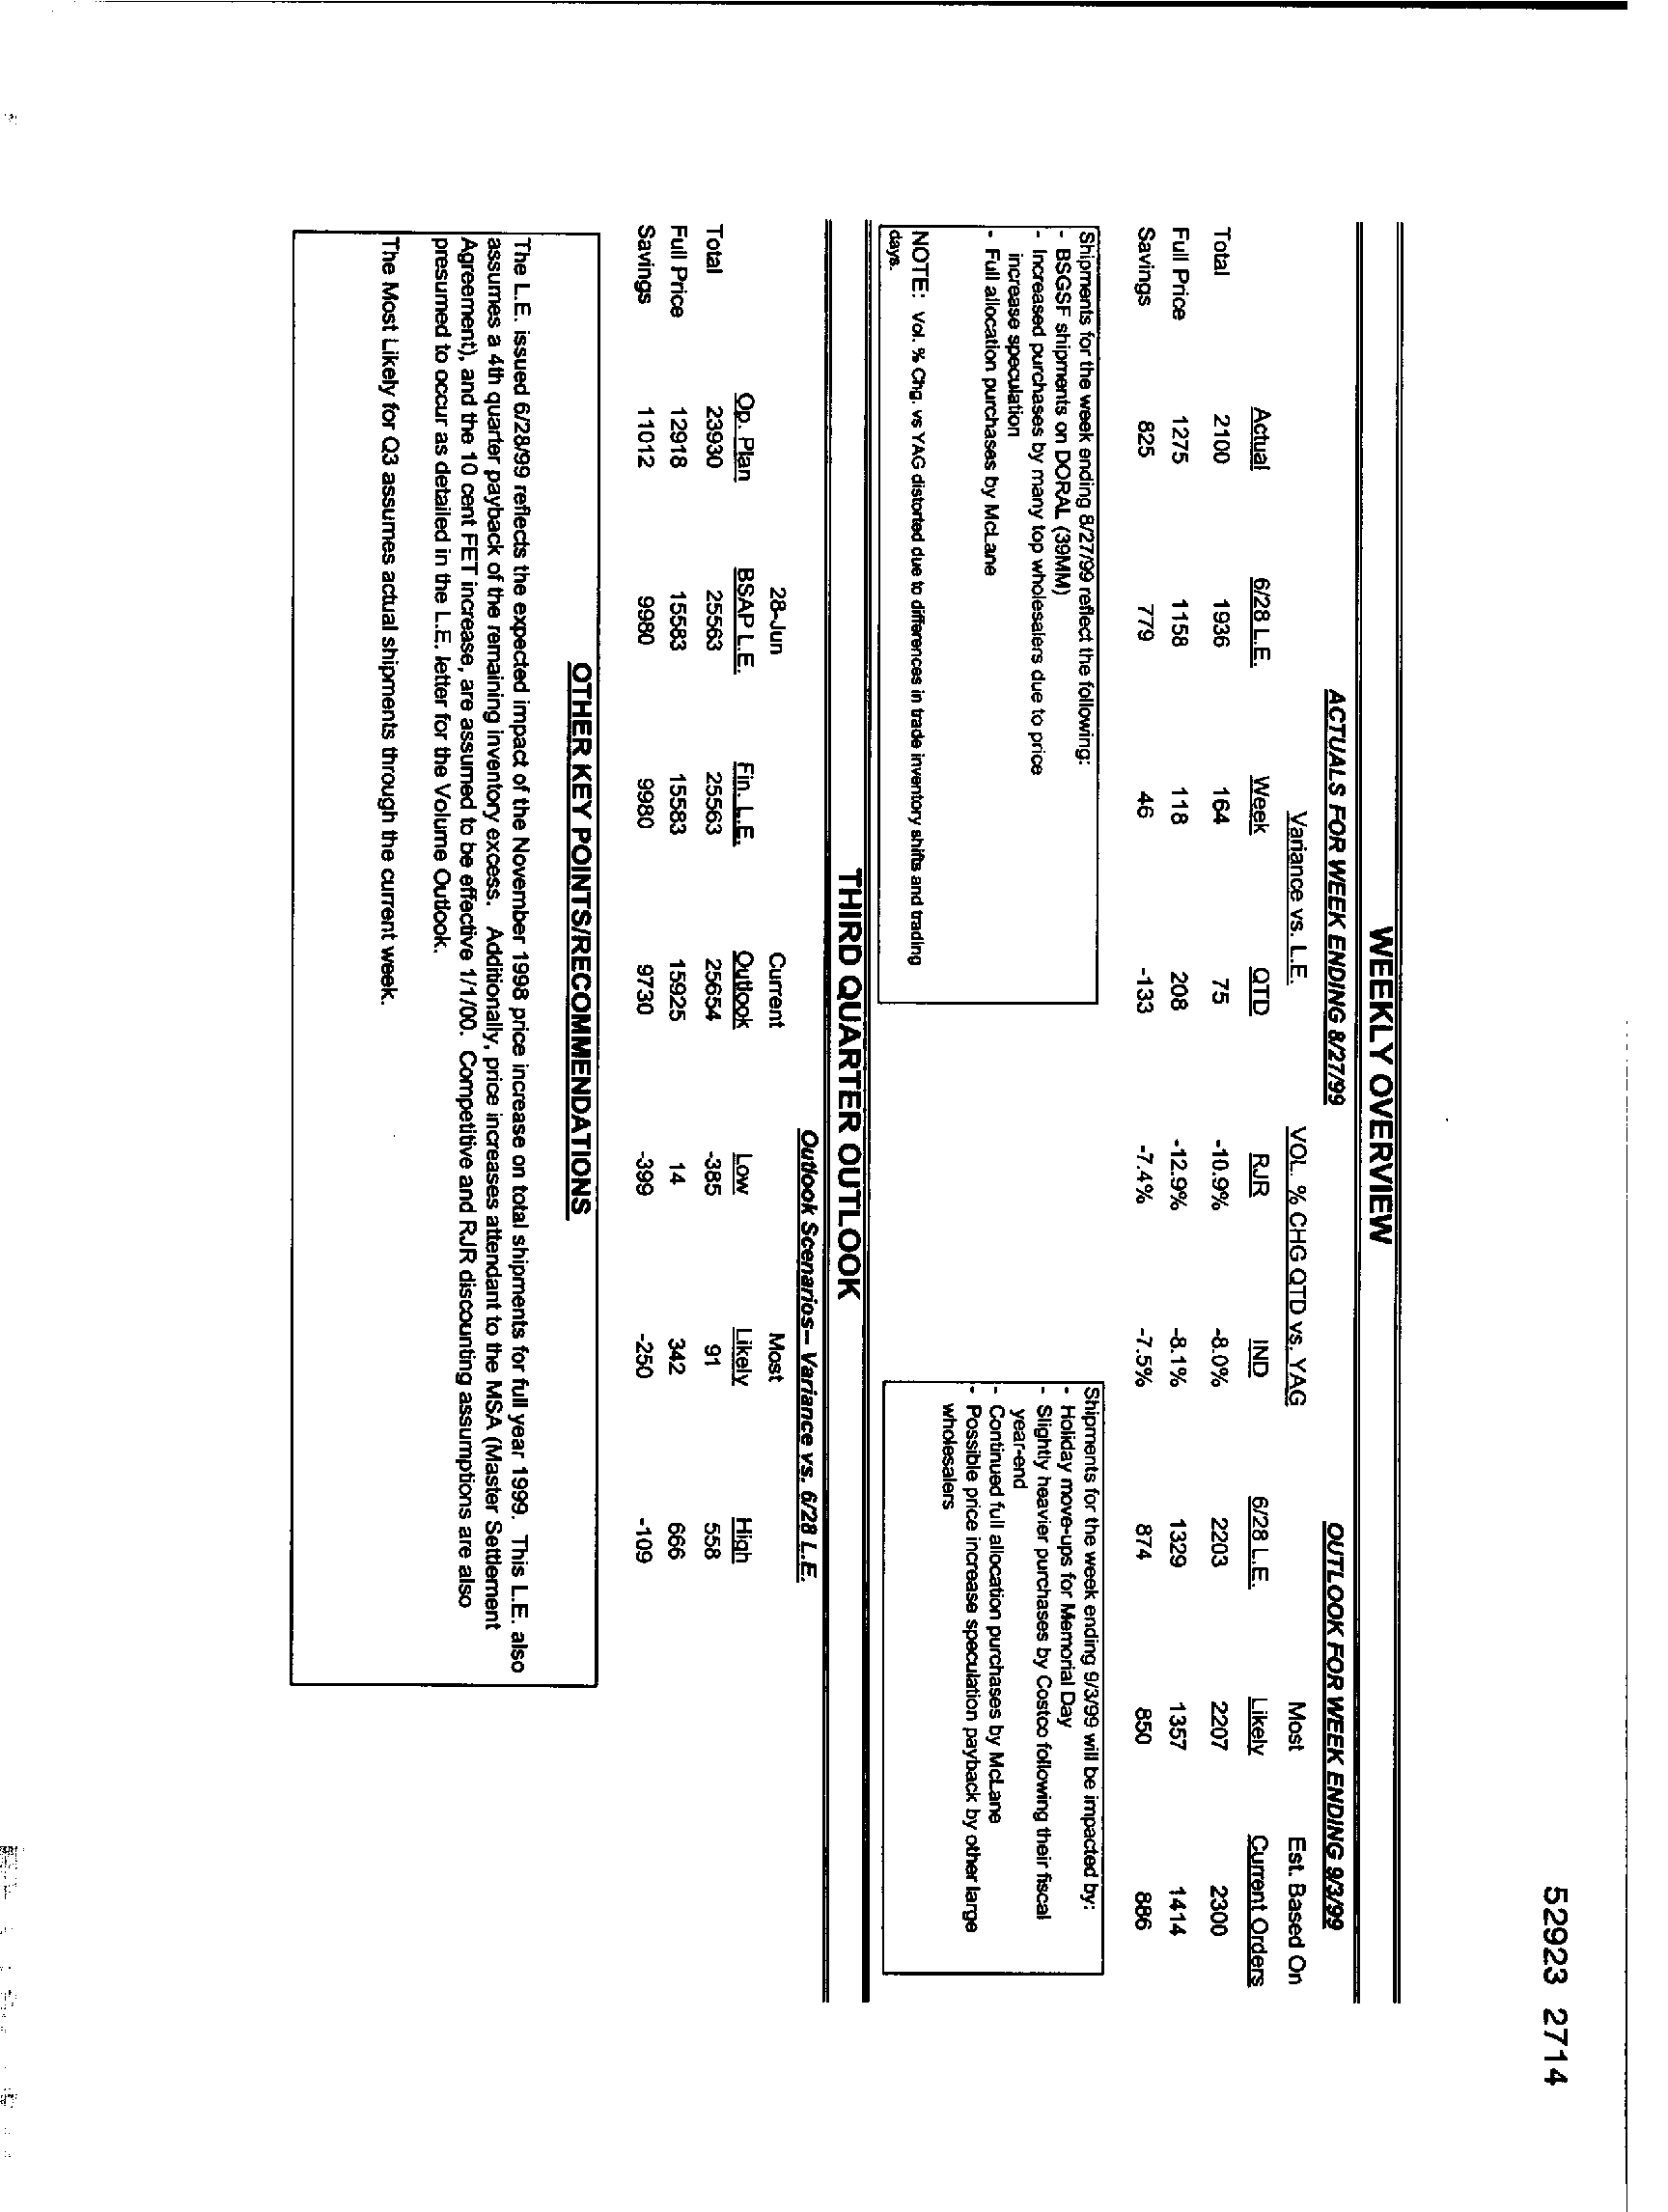 52923 2714
WEEKLY OVERVIEW
ACTUALS FOR WEEK ENDING 8/27/99 OUTLOOK FOR WEEK ENDING 9/3/99
Variance vs. L.E. VOL. % CHG QTD vs. YAG Most Est. Based On
Actual 6/28 L.E. Week QTD RJR IND 6/28 L.E. Likely Current Orders
Total 2100 1936 164 75 -10.9% -8.0% 2203 2207 2300
Full Price 1275 1158 118 208 -12.9% -8.1% 1329 1357 1414
Savings 825 779 46 -133 -7.4% -7.5% 874 850 886
Shipments for the week ending 8/27/99 reflect the following:
- BSGSF shipments on DORAL (39MM)
- Increased purchases by many top wholesalers due to price
increase speculation
- Full allocation purchases by McLane
NOTE: Vol. % Chg. vs YAG distorted due to differences in trade inventory shifts and trading
days.
Shipments for the week ending 9/3/99 will be impacted by:
- Holiday move-ups for Memorial Day
- Slightly heavier purchases by Costco following their fiscal
year-end
- Continued full allocation purchases by McLane
- Possible price increase speculation payback by other large
wholesalers
THIRD QUARTER OUTLOOK
Outlook Scenarios-- Variance vs. 6/28 L.E.
28-Jun Current Most
Op. Plan BSAP L.E. Fin. L.E. Outlook Low Likely High
Total 23930 25563 25563 25654 -385 91 558
Full Price 12918 15583 15583 15925 14 342 666
Savings 11012 9980 9980 9730 -399 -250 -109
OTHER KEY POINTS/RECOMMENDATIONS
The L.E. issued 6/28/99 reflects the expected impact of the November 1998 price increase on total shipments for full year 1999. This L.E. also
assumes a 4th quarter payback of the remaining inventory excess. Additionally, price increases attendant to the MSA (Master Settlement
Agreement), and the 10 cent FET increase, are assumed to be effective 1/1/00. Competitive and RJR discounting assumptions are also
presumed to occur as detailed in the L.E. letter for the Volume Outlook.
The Most Likely for Q3 assumes actual shipments through the current week.